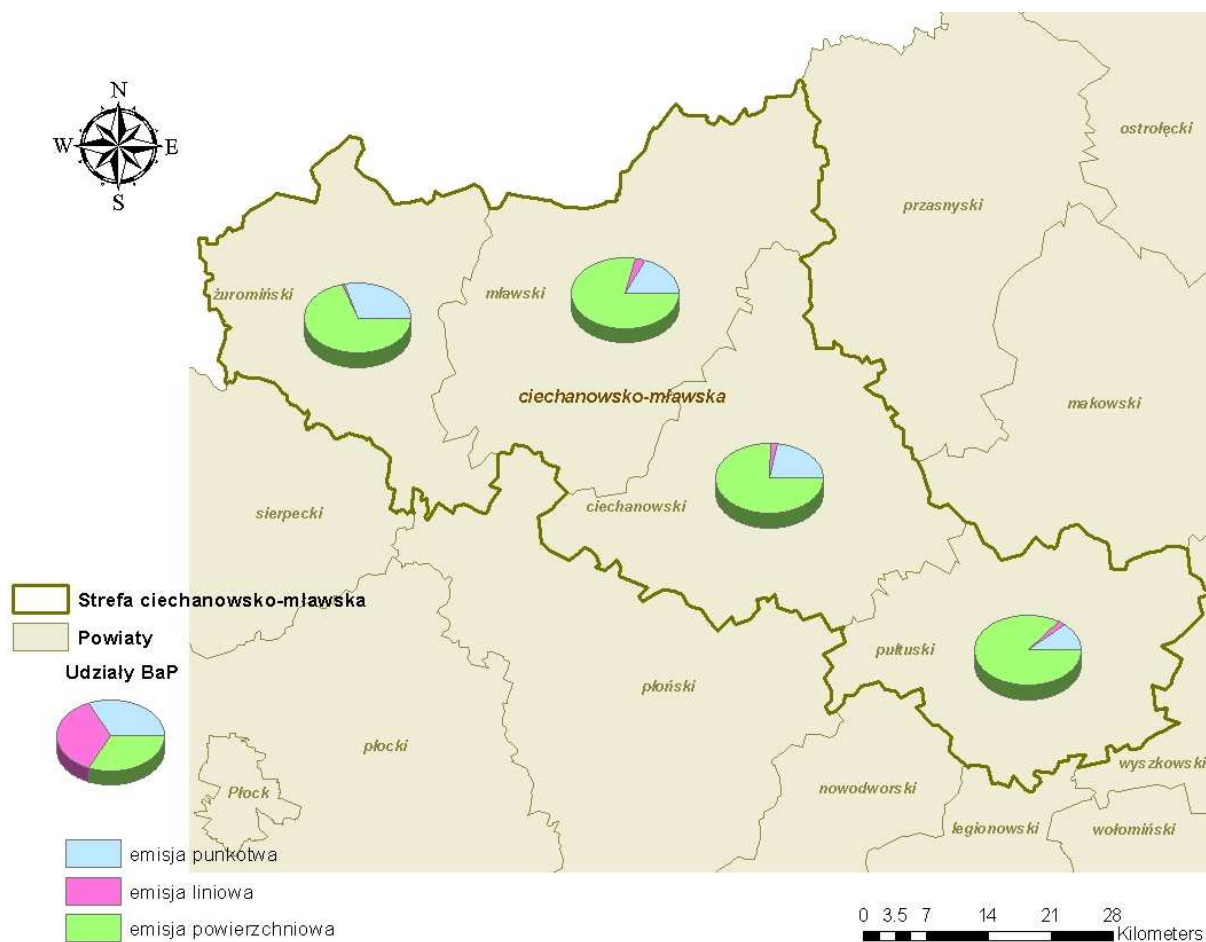 N
W E
S
ostrołęcki
przasnyski
żuromiński
mławski
ciechanowsko-mławska
makowski
sierpecki
ciechanowski
Strefa ciechanowsko-mławska
Powiaty
Udziały BaP
pułtuski
płoński
płocki
Płock
wyszkowski
nowodworski
legionowski
wołomiński
emisja punkotwa
emisja liniowa
emisja powierzchniowa
0 3.5 7 14 21 28
Kilometers